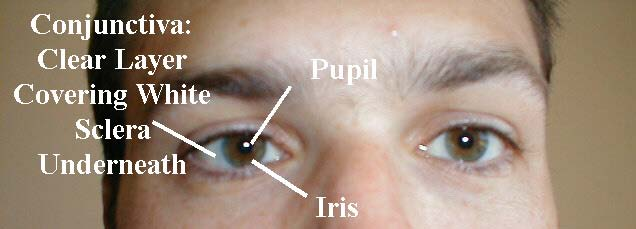 Conjunctiva:
Clear Layer
Covering White
Sclera
Underneath
Pupil
Iris